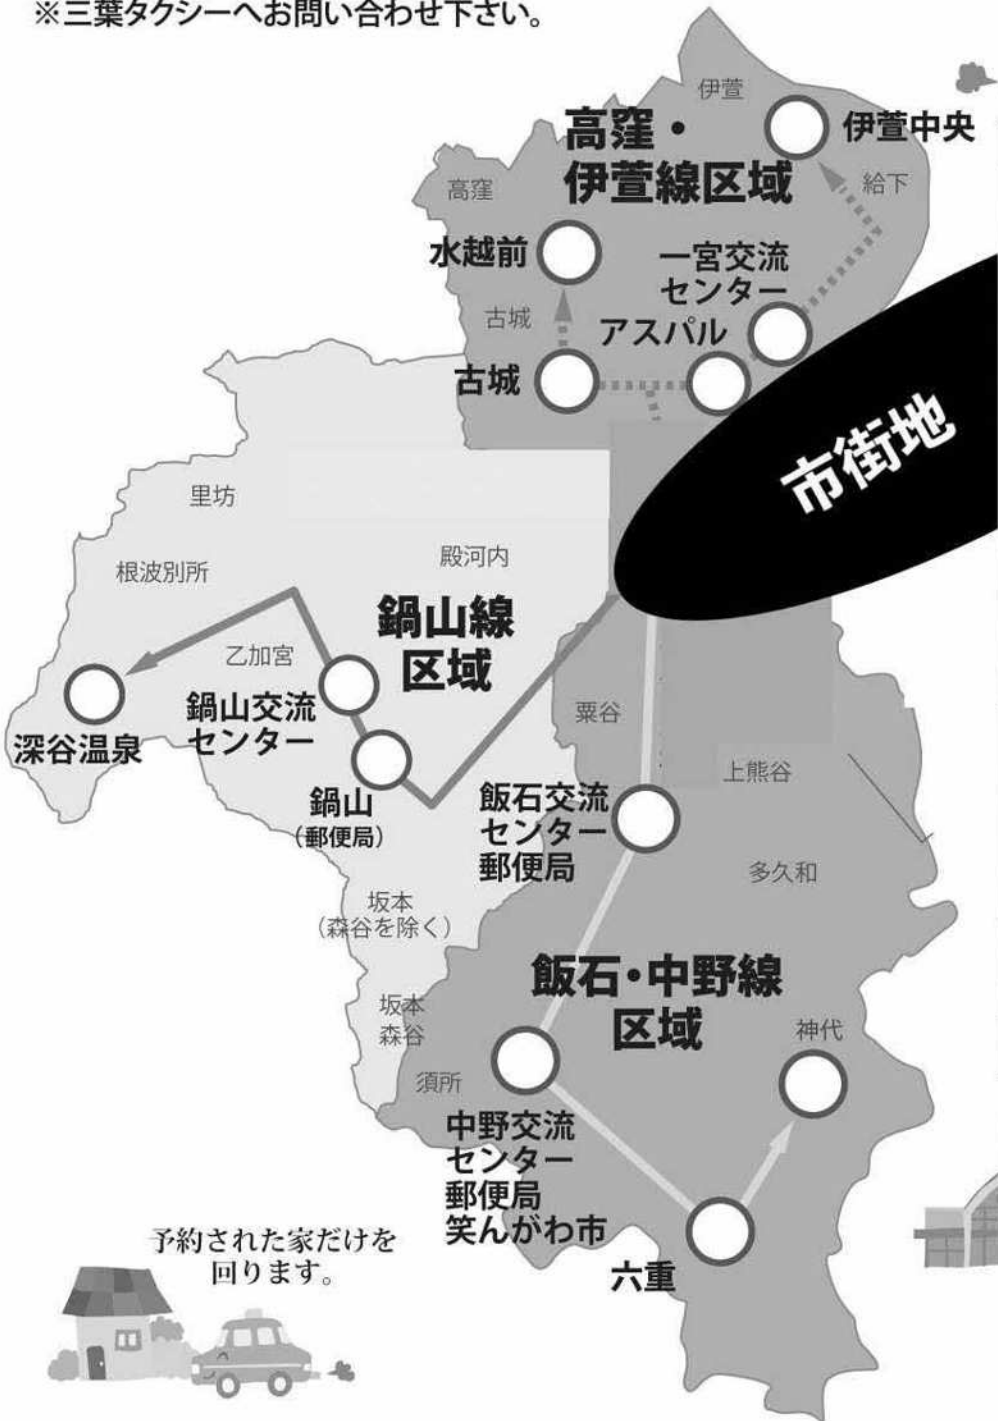 ※三葉タクシーへお問い合わせ下さい。
伊萱
高窪・
伊萱線区域
伊萱中央
高窪
給下
水越前
一宮交流
センター
古城
アスパル
古城
市街地
里坊
殿河内
根波別所
鍋山線
区域
乙加宮
鍋山交流
センター
深谷温泉
粟谷
上熊谷
鍋山
（郵便局）
飯石交流
センター
郵便局
多久和
坂本
（森谷を除く）
飯石・中野線
区域
坂本
森谷
神代
須所
中野交流
センター
郵便局
笑んがわ市
六重
予約された家だけを
回ります。